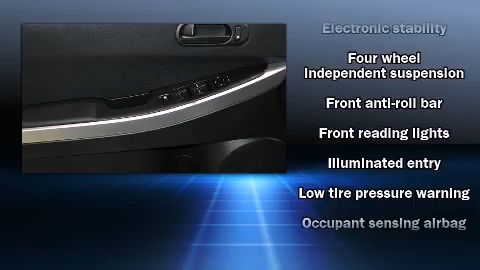 Electronic stability
Four wheel
independent suspension
Front anti-roll bar
Front reading lights
Illuminated entry
Low tire pressure warning
Occupant sensing airbag